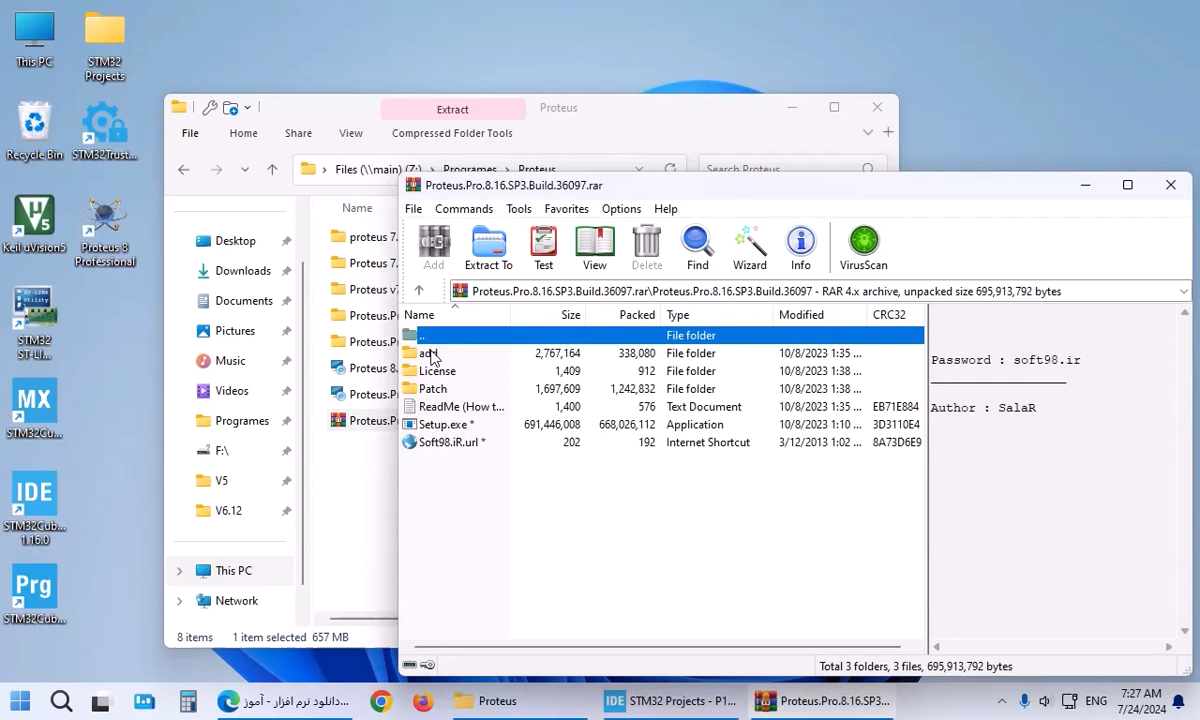 This PC
STM32 Projects
Recycle Bin
STM32Trust...
Keil uVision5
Proteus 8 Professional
STM32 ST-Li...
MX
STM32Cu...
IDE
STM32Cub... 1.16.0
Prg
STM32Cub...
Extract
Proteus
File
Home
Share
View
Compressed Folder Tools
Files (\\main) (Z:)
Programes
Proteus
Search Proteus
Name
Desktop
Downloads
Documents
Pictures
Music
Videos
Programes
F:\
V5
V6.12
This PC
Network
proteus 7.
Proteus 7.
Proteus v7
Proteus.P
Proteus.P
Proteus 8.
Proteus.P
Proteus.P
8 items
1 item selected 657 MB
Proteus.Pro.8.16.SP3.Build.36097.rar
File
Commands
Tools
Favorites
Options
Help
Add
Extract To
Test
View
Delete
Find
Wizard
Info
VirusScan
Proteus.Pro.8.16.SP3.Build.36097.rar\Proteus.Pro.8.16.SP3.Build.36097 - RAR 4.x archive, unpacked size 695,913,792 bytes
Name Size Packed Type Modified CRC32
.. File folder
2,767,164 338,080 File folder 10/8/2023 1:35 ...
License 1,409 912 File folder 10/8/2023 1:38 ...
Patch 1,697,609 1,242,832 File folder 10/8/2023 1:38 ...
ReadMe (How t... 1,400 576 Text Document 10/8/2023 1:35 ... EB71E884
Setup.exe * 691,446,008 668,026,112 Application 10/8/2023 1:10 ... 3D3110E4
Soft98.iR.url * 202 192 Internet Shortcut 3/12/2013 1:02 ... 8A73D6E9
Password : soft98.ir
Author : SalaR
Total 3 folders, 3 files, 695,913,792 bytes
دانلود نرم افزار - آموز...
Proteus
IDE
STM32 Projects - P1...
Proteus.Pro.8.16.SP3...
ENG
7:27 AM
7/24/2024